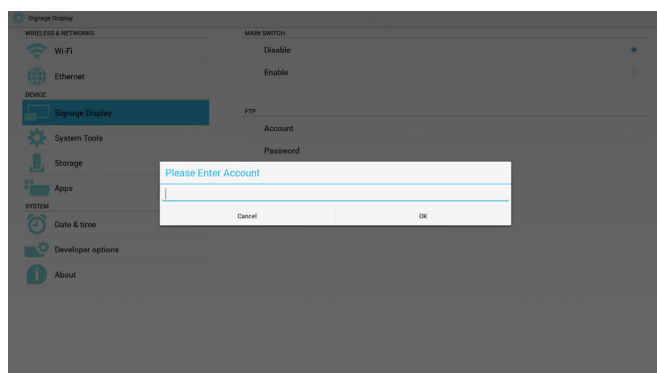 Signage Display
WIRELESS & NETWORKS
Wi-Fi
Ethernet
DEVICE
Signage Display
System Tools
Storage
Apps
SYSTEM
Date & time
Developer options
About
MAIN SWITCH
Disable
Enable
FTP
Account
Password
Please Enter Account
Cancel OK